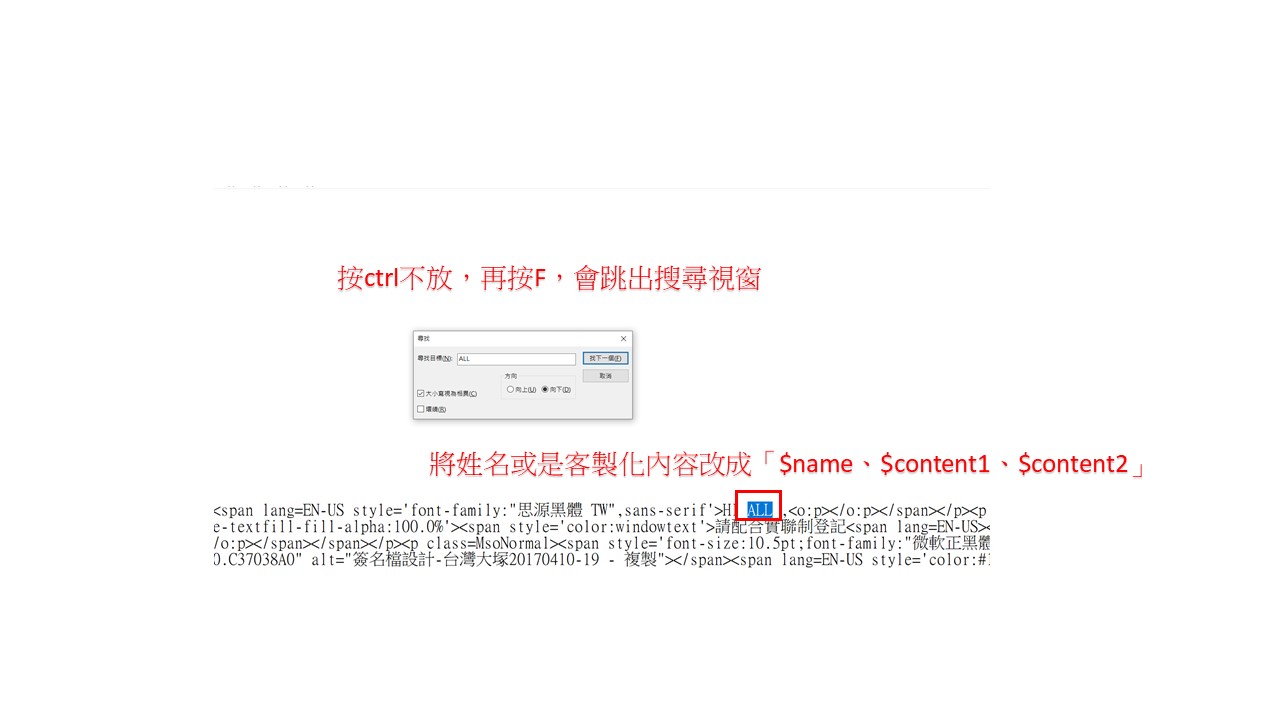 按ctrl不放，再按F，會跳出搜尋視窗
尋找
尋找目標(N):
ALL
找下一個(F)
方向
取消
向上(U)
向下(D)
大小寫視為相異(C)
環繞(R)
將姓名或是客製化內容改成「$name、$content1、$content2」
<span lang=EN-US style='font-family:"思源黑體 TW",sans-serif'>Hi ALL ,<o:p></o:p></span></p><p
e-textfill-fill-alpha:100.0%'><span style='color:windowtext'>請配合實聯制登記<span lang=EN-US><
/o:p></span></span></p><p class=MsoNormal><span style='font-size:10.5pt;font-family:"微軟正黑體
0.C37038A0" alt="簽名檔設計-台灣大塚20170410-19 - 複製"></span><span lang=EN-US style='color:#